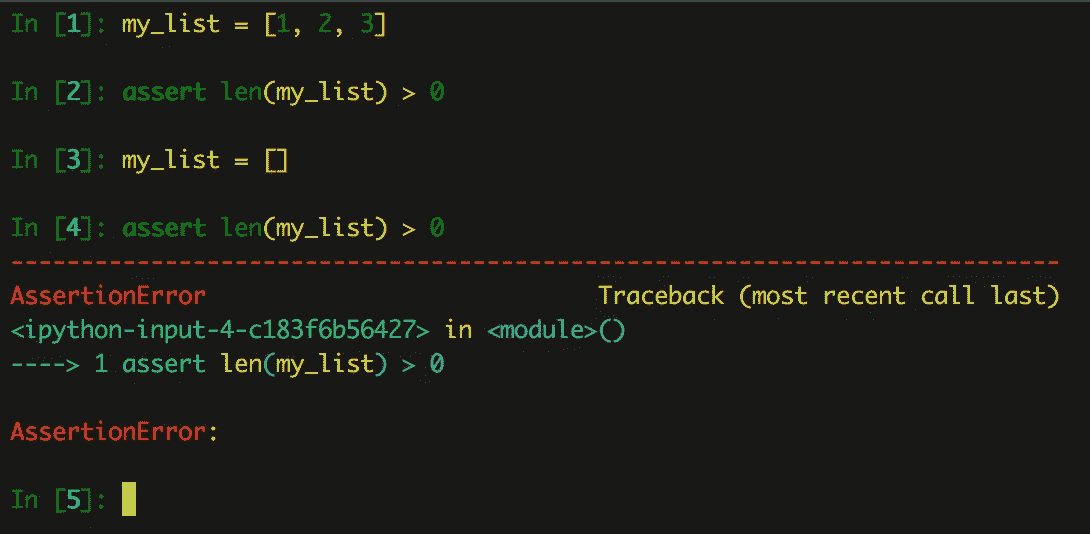 In [1]: my_list = [1, 2, 3]
In [2]: assert len(my_list) > 0
In [3]: my_list = []
In [4]: assert len(my_list) > 0
---------------------------------------------------------------------------
AssertionError                            Traceback (most recent call last)
<ipython-input-4-c183f6b56427> in <module>()
----> 1 assert len(my_list) > 0
AssertionError:
In [5]: